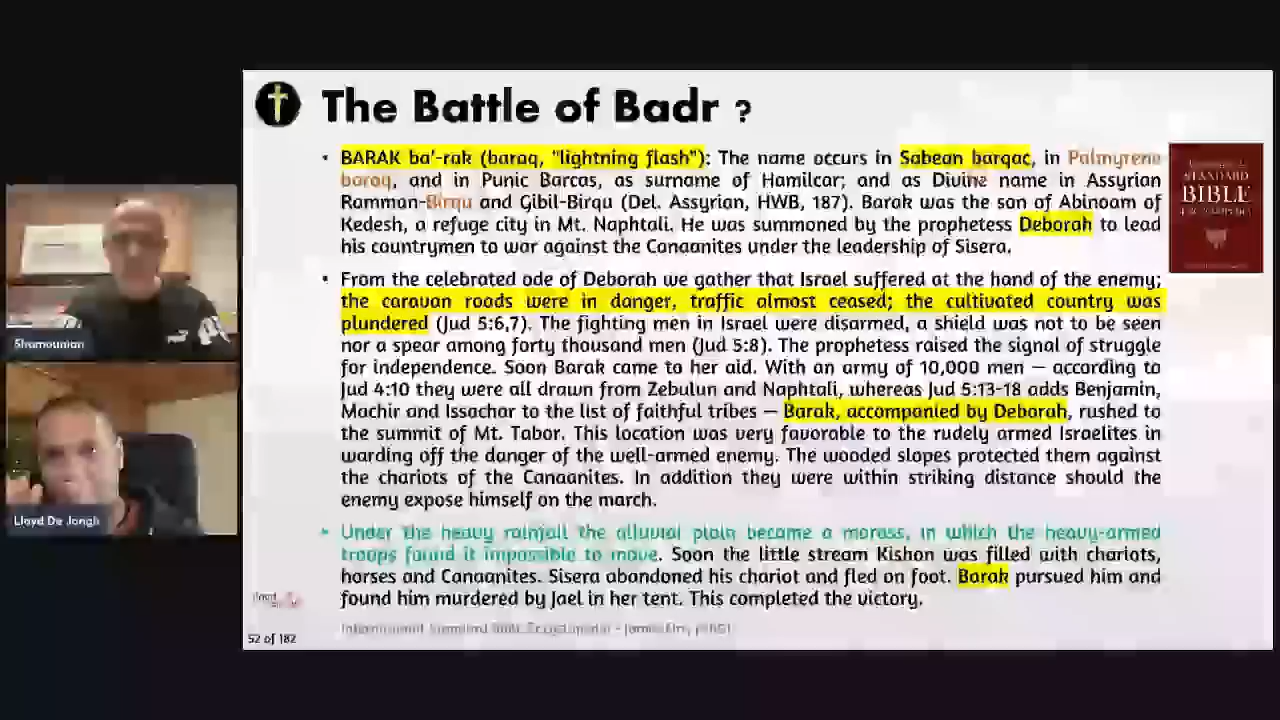 The Battle of Badr ?
• BARAK ba'-rak (baraq, "lightning flash"): The name occurs in Sabean barqac, in Palmyrene
baraq, and in Punic Barcas, as surname of Hamilcar; and as Divine name in Assyrian
Ramman-Birqu and Gibil-Birqu (Del. Assyrian, HWB, 187). Barak was the son of Abinoam of
Kedesh, a refuge city in Mt. Naphtali. He was summoned by the prophetess Deborah to lead
his countrymen to war against the Canaanites under the leadership of Sisera.
• From the celebrated ode of Deborah we gather that Israel suffered at the hand of the enemy;
the caravan roads were in danger, traffic almost ceased; the cultivated country was
plundered (Jud 5:6,7). The fighting men in Israel were disarmed, a shield was not to be seen
nor a spear among forty thousand men (Jud 5:8). The prophetess raised the signal of struggle
for independence. Soon Barak came to her aid. With an army of 10,000 men — according to
Jud 4:10 they were all drawn from Zebulun and Naphtali, whereas Jud 5:13-18 adds Benjamin,
Machir and Issachar to the list of faithful tribes — Barak, accompanied by Deborah, rushed to
the summit of Mt. Tabor. This location was very favorable to the rudely armed Israelites in
warding off the danger of the well-armed enemy. The wooded slopes protected them against
the chariots of the Canaanites. In addition they were within striking distance should the
enemy expose himself on the march.
• Under the heavy rainfall the alluvial plain became a morass, in which the heavy-armed
troops found it impossible to move. Soon the little stream Kishon was filled with chariots,
horses and Canaanites. Sisera abandoned his chariot and fled on foot. Barak pursued him and
found him murdered by Jael in her tent. This completed the victory.
International Standard Bible Encyclopedia
52 of 182
STANDARD
BIBLE
Shamounian
Lloyd De Jongh